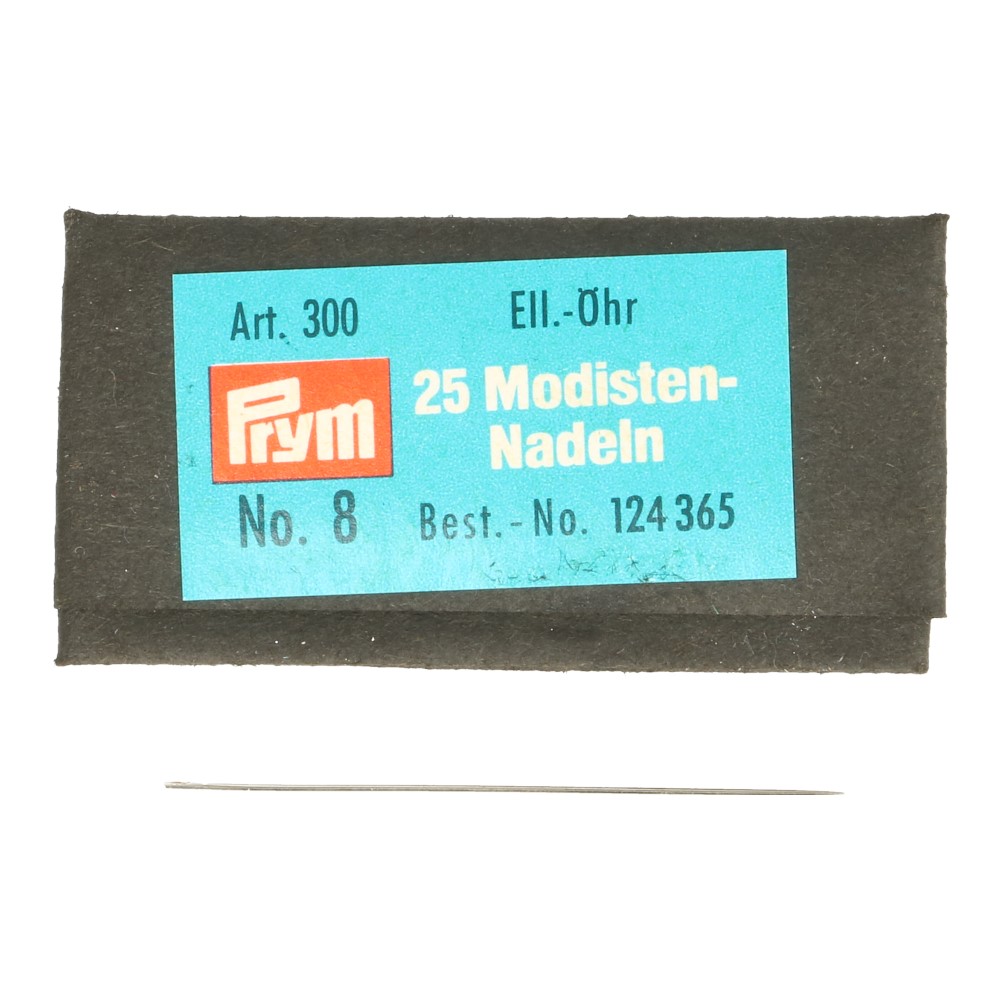 Art. 300
Ell.-Öhr
Prym
25 Modisten-
Nadeln
No. 8
Best.-No. 124 365